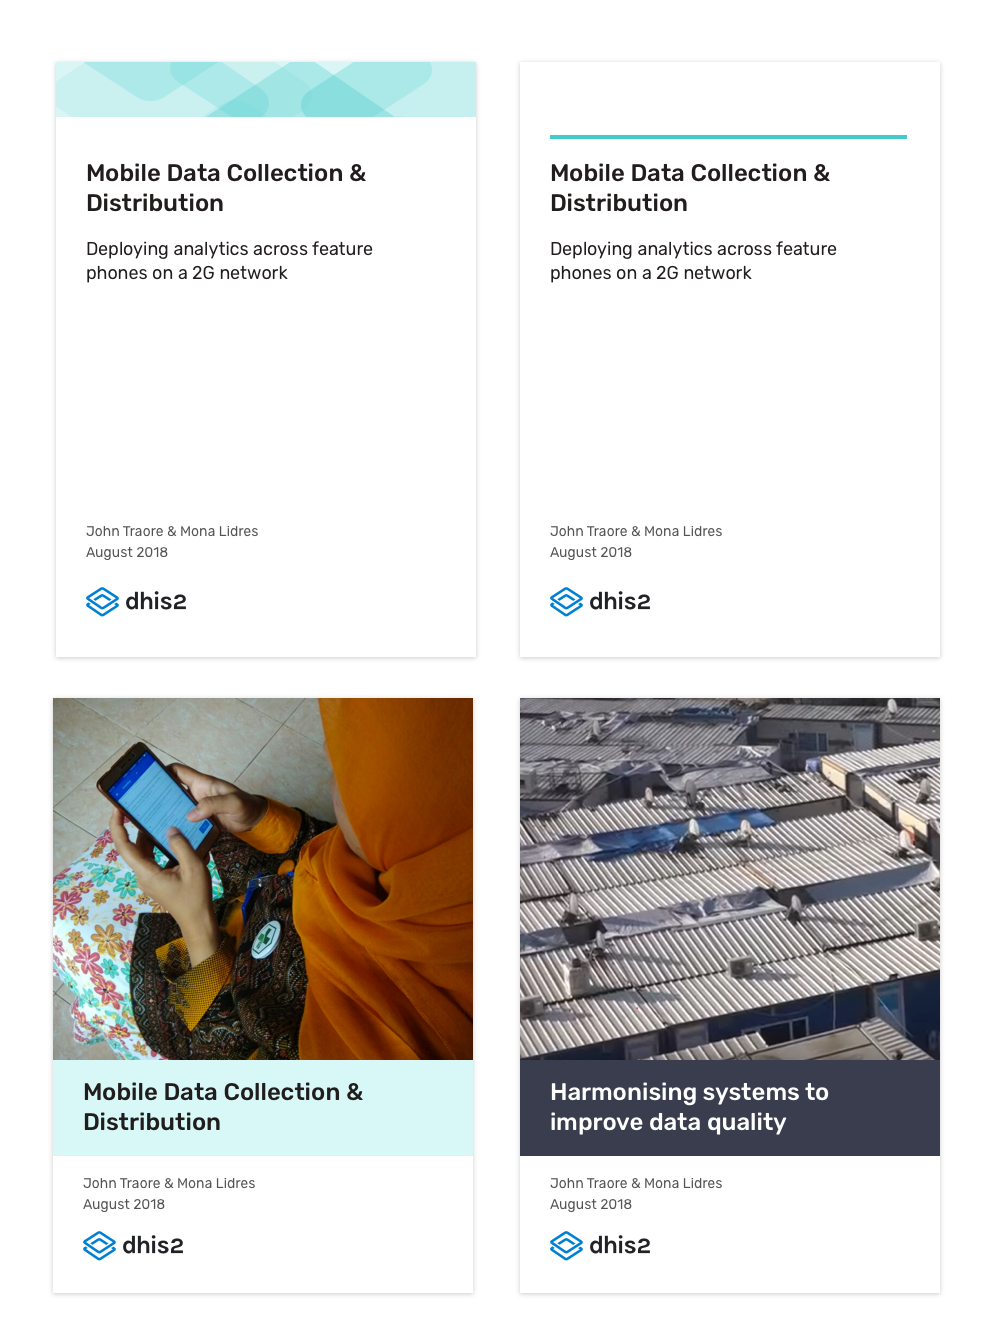 Mobile Data Collection &
Distribution
Deploying analytics across feature
phones on a 2G network
John Traore & Mona Lidres
August 2018
dhis2
Mobile Data Collection &
Distribution
Deploying analytics across feature
phones on a 2G network
John Traore & Mona Lidres
August 2018
dhis2
Mobile Data Collection &
Distribution
John Traore & Mona Lidres
August 2018
dhis2
Harmonising systems to
improve data quality
John Traore & Mona Lidres
August 2018
dhis2